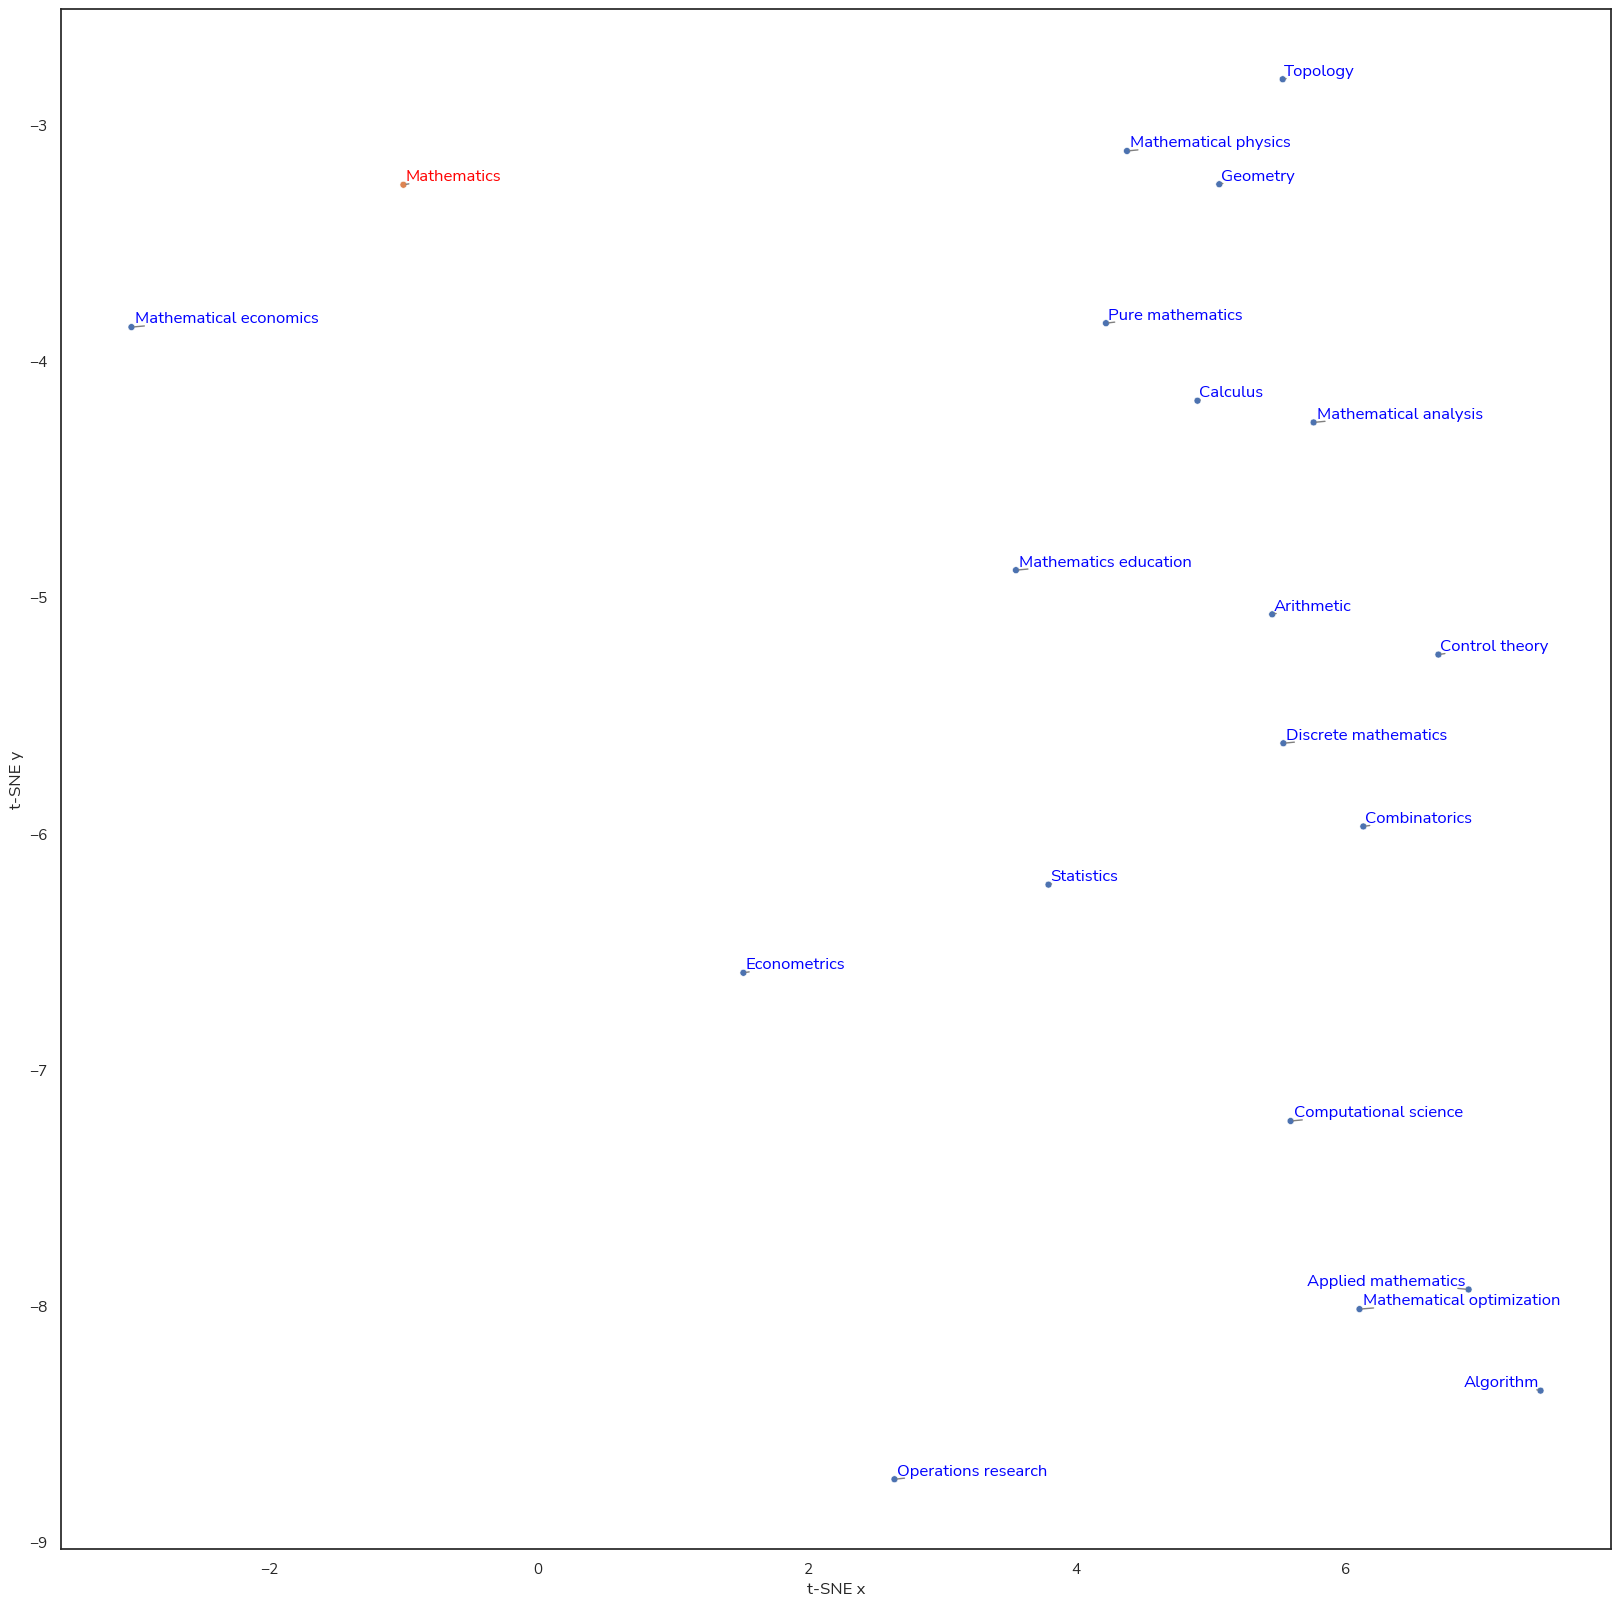 Topology
–3
Mathematical physics
Mathematics
Geometry
Mathematical economics
Pure mathematics
–4
Calculus
Mathematical analysis
Mathematics education
–5
Arithmetic
Control theory
Discrete mathematics
t-SNE y
Combinatorics
–6
Statistics
Econometrics
–7
Computational science
Applied mathematics
Mathematical optimization
–8
Algorithm
Operations research
–9
–2 0 2 4 6
t-SNE x